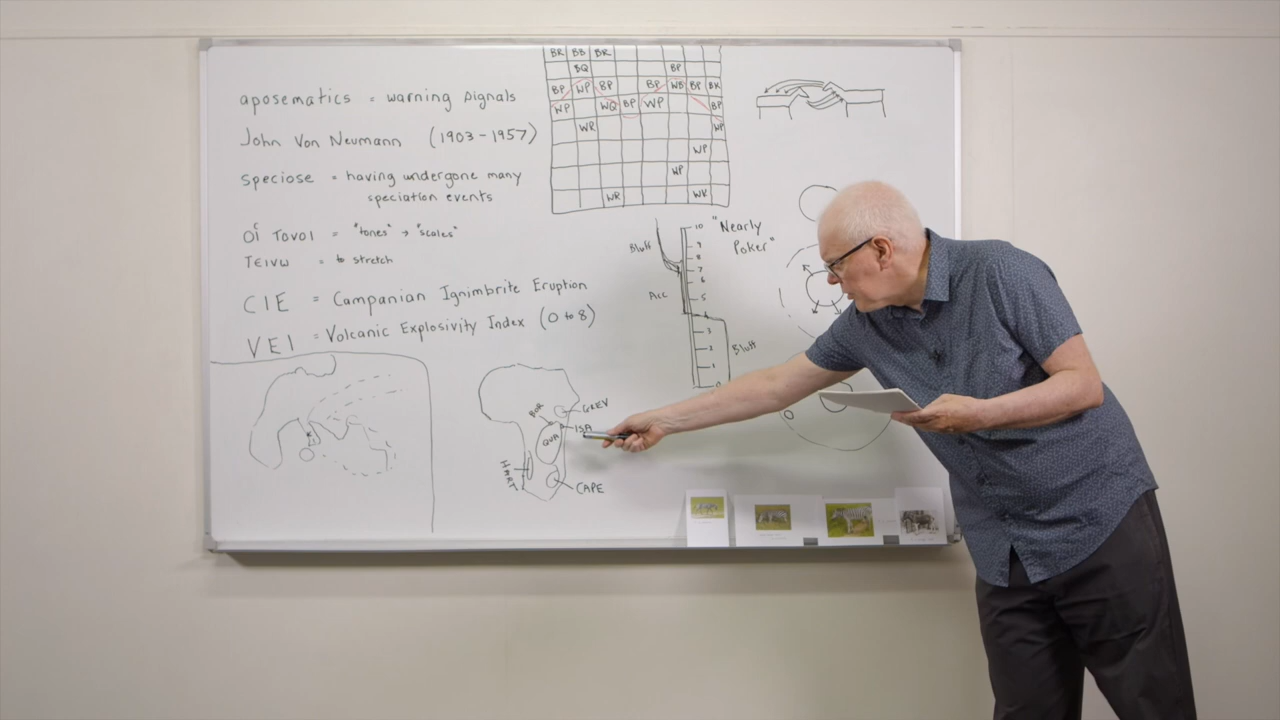 aposematics = warning signals
John Von Neumann (1903-1957)
speciose = having undergone many
speciation events
οἱ τόνοι = "tones" → "scales"
τείνω = to stretch
CIE = Campanian Ignimbrite Eruption
VEI = Volcanic Explosivity Index (0 to 8)
BR BB BR
BQ BP
BP WP BP BP WB BP BK
WP WQ BP WP BP
WR WP
WP
WP
WR WK
"Nearly
Poker"
Bluff
Acc
Bluff
10
9
8
7
6
5
4
3
2
1
0
BOR
GREV
ISA
QUA
HART
CAPE